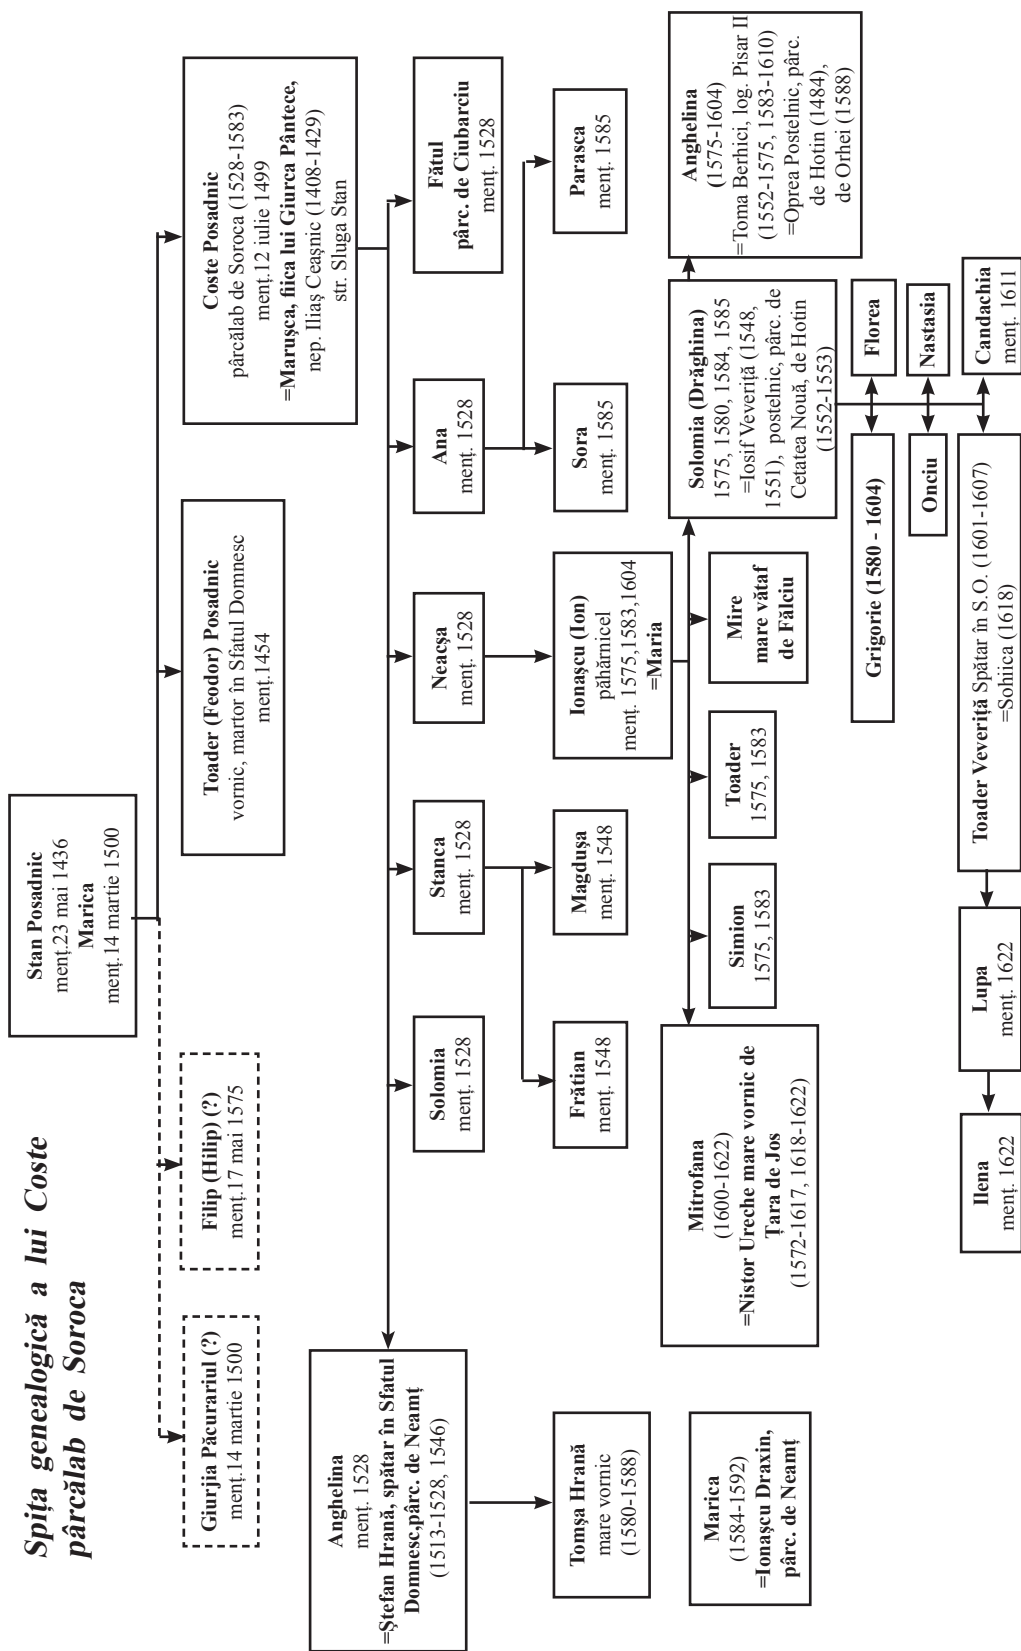 Spița genealogică a lui Coste
pârcălab de Soroca
Stan Posadnic
menț.23 mai 1436
Marica
menț.14 martie 1500
Giurjia Păcurariul (?)
menț.14 martie 1500
Filip (Hilip) (?)
menț.17 mai 1575
Toader (Feodor) Posadnic
vornic, martor în Sfatul Domnesc
menț.1454
Coste Posadnic
pârcălab de Soroca (1528-1583)
menț.12 iulie 1499
=Marușca, fiica lui Giurca Pântece,
nep. Iliaș Ceașnic (1408-1429)
str. Sluga Stan
Anghelina
menț. 1528
=Ștefan Hrană, spătar în Sfatul
Domnesc,pârc. de Neamț
(1513-1528, 1546)
Solomia
menț. 1528
Stanca
menț. 1528
Neacșa
menț. 1528
Ana
menț. 1528
Fătul
pârc. de Ciubarciu
menț. 1528
Tomșa Hrană
mare vornic
(1580-1588)
Frătian
menț. 1548
Magdușa
menț. 1548
Ionașcu (Ion)
păhărnicel
menț. 1575,1583,1604
=Maria
Sora
menț. 1585
Parasca
menț. 1585
Marica
(1584-1592)
=Ionașcu Draxin,
pârc. de Neamț
Mitrofana
(1600-1622)
=Nistor Ureche mare vornic de
Țara de Jos
(1572-1617, 1618-1622)
Simion
1575, 1583
Toader
1575, 1583
Mire
mare vătaf
de Fălciu
Solomia (Drăghina)
1575, 1580, 1584, 1585
=Iosif Veveriță (1548,
1551), postelnic, pârc. de
Cetatea Nouă, de Hotin
(1552-1553)
Anghelina
(1575-1604)
=Toma Berhici, log. Pisar II
(1552-1575, 1583-1610)
=Oprea Postelnic, pârc.
de Hotin (1484),
de Orhei (1588)
Grigorie (1580 - 1604)
Florea
Onciu
Nastasia
Ilena
menț. 1622
Lupa
menț. 1622
Toader Veveriță Spătar în S.O. (1601-1607)
=Sohiica (1618)
Candachia
menț. 1611